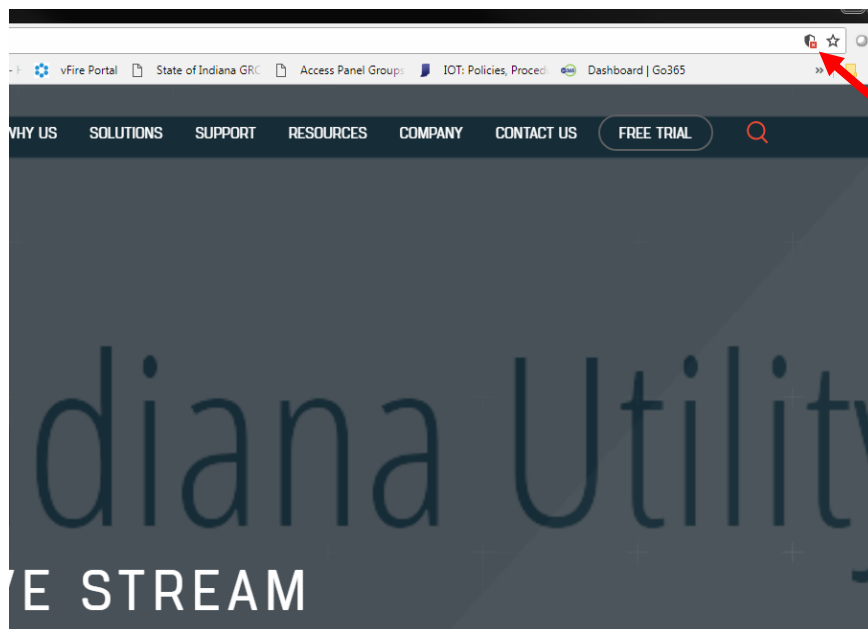 vFire Portal State of Indiana GRC Access Panel Groups IOT: Policies, Proced Dashboard | Go365 »
WHY US SOLUTIONS SUPPORT RESOURCES COMPANY CONTACT US FREE TRIAL
diana Utility
VE STREAM